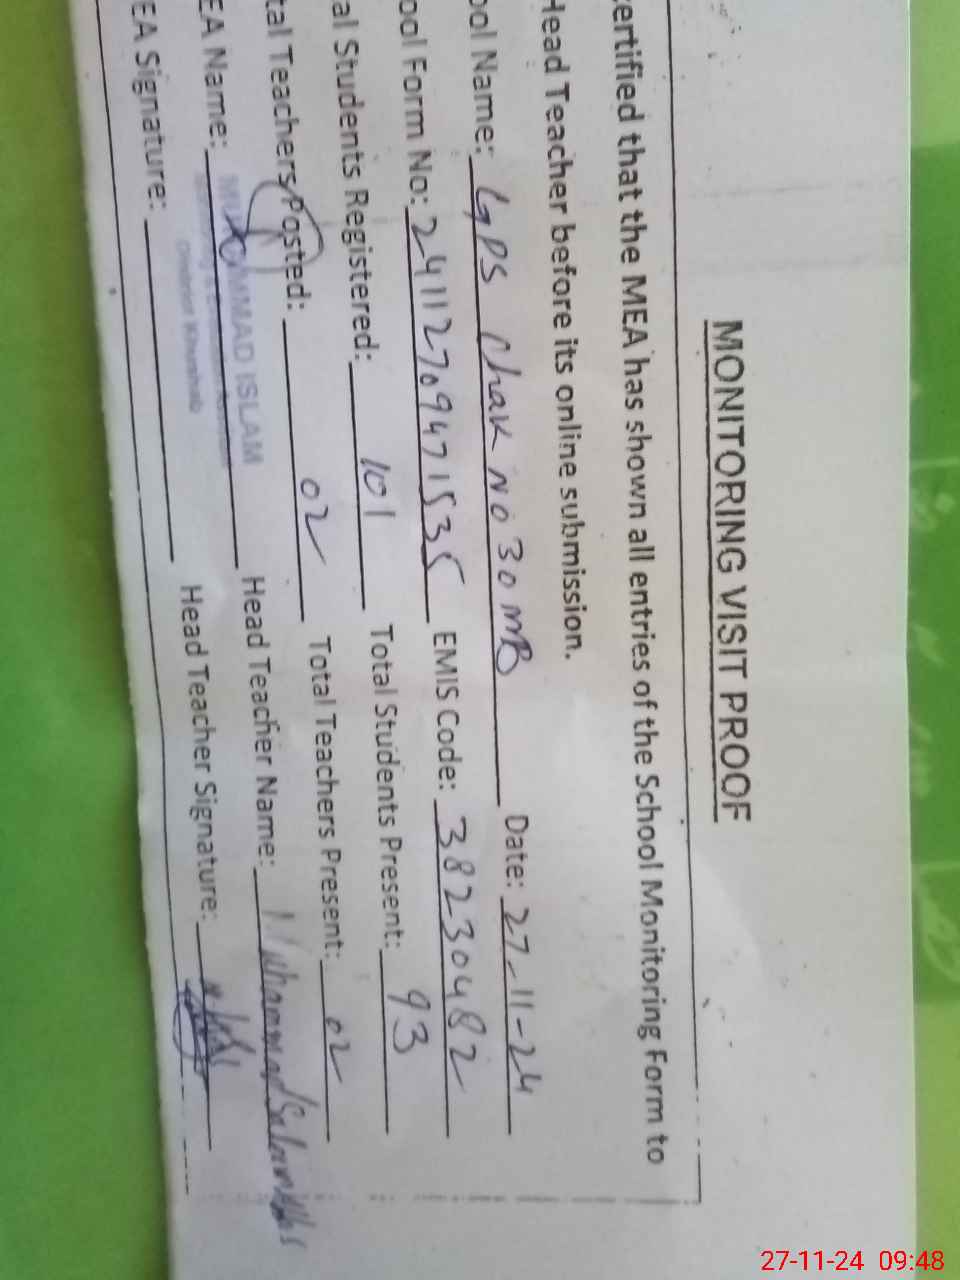 MONITORING VISIT PROOF
ertified that the MEA has shown all entries of the School Monitoring Form to
Head Teacher before its online submission.
ool Name: GPS Chak No 30 MB Date: 27-11-24
ool Form No: 24112709471535 EMIS Code: 38230482
al Students Registered: 101 Total Students Present: 93
tal Teachers Posted: 02 Total Teachers Present: 02
EA Name: MUHAMMAD ISLAM Head Teacher Name: Muhammad
District Khushab
EA Signature: Head Teacher Signature:
27-11-24 09:48